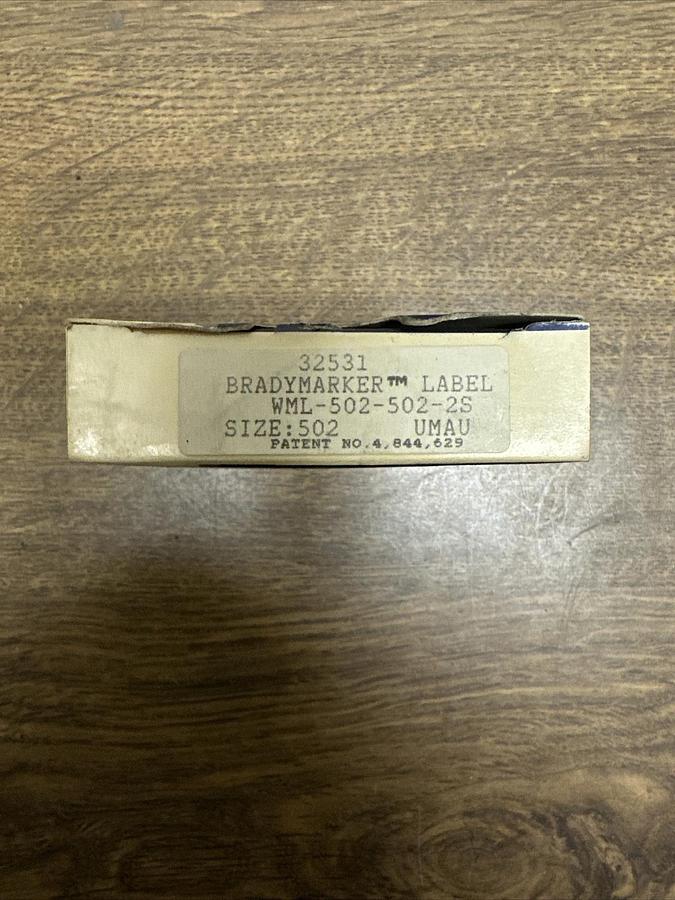 32531
BRADYMARKER™ LABEL
WML-502-502-2S
SIZE:502 UMAU
PATENT NO.4,844,629